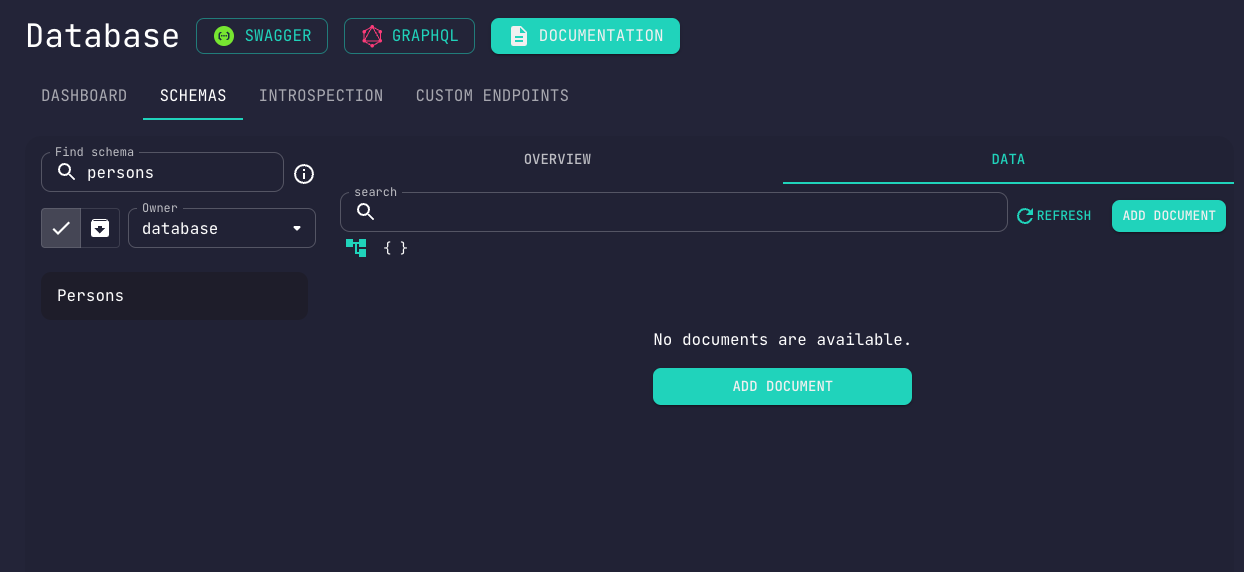 Database
SWAGGER
GRAPHQL
DOCUMENTATION
DASHBOARD
SCHEMAS
INTROSPECTION
CUSTOM ENDPOINTS
Find schema
persons
Owner
database
Persons
OVERVIEW
DATA
search
REFRESH
ADD DOCUMENT
{ }
No documents are available.
ADD DOCUMENT